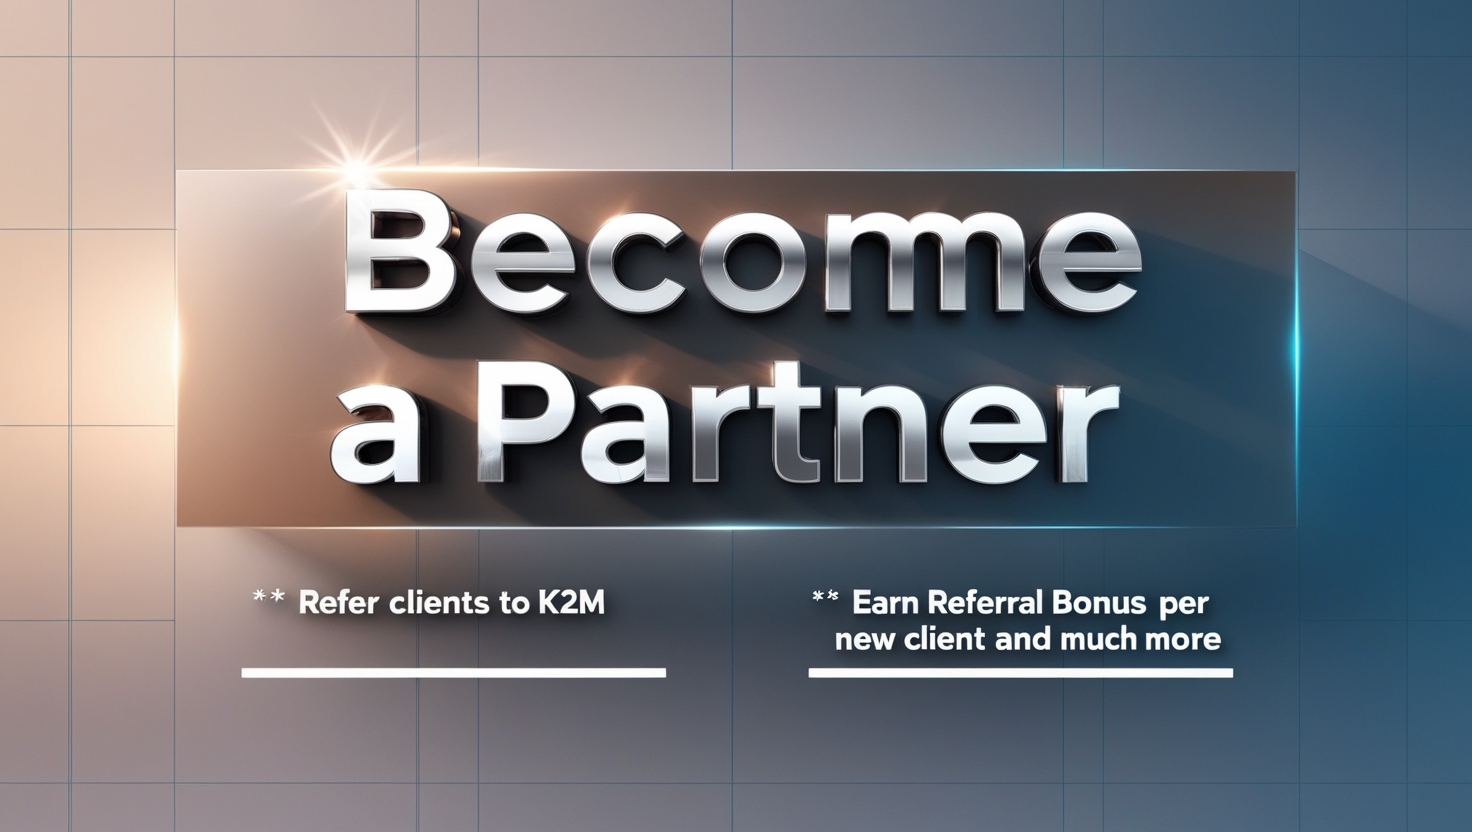 Become
a Partner
** Refer clients to K2M
** Earn Referral Bonus per
new client and much more